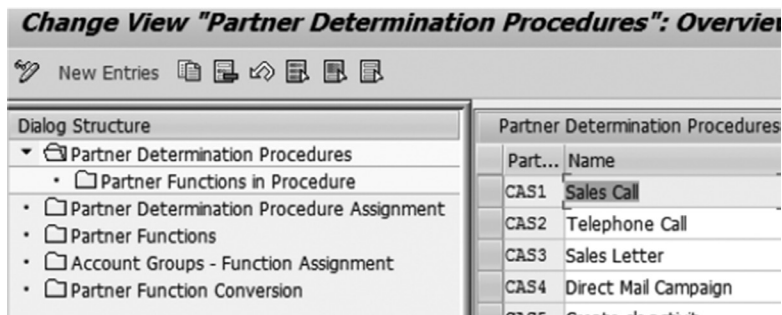 Change View "Partner Determination Procedures": Overview
New Entries
Dialog Structure
Partner Determination Procedures
Partner Functions in Procedure
Partner Determination Procedure Assignment
Partner Functions
Account Groups - Function Assignment
Partner Function Conversion
Partner Determination Procedures
Part... Name
CAS1 Sales Call
CAS2 Telephone Call
CAS3 Sales Letter
CAS4 Direct Mail Campaign